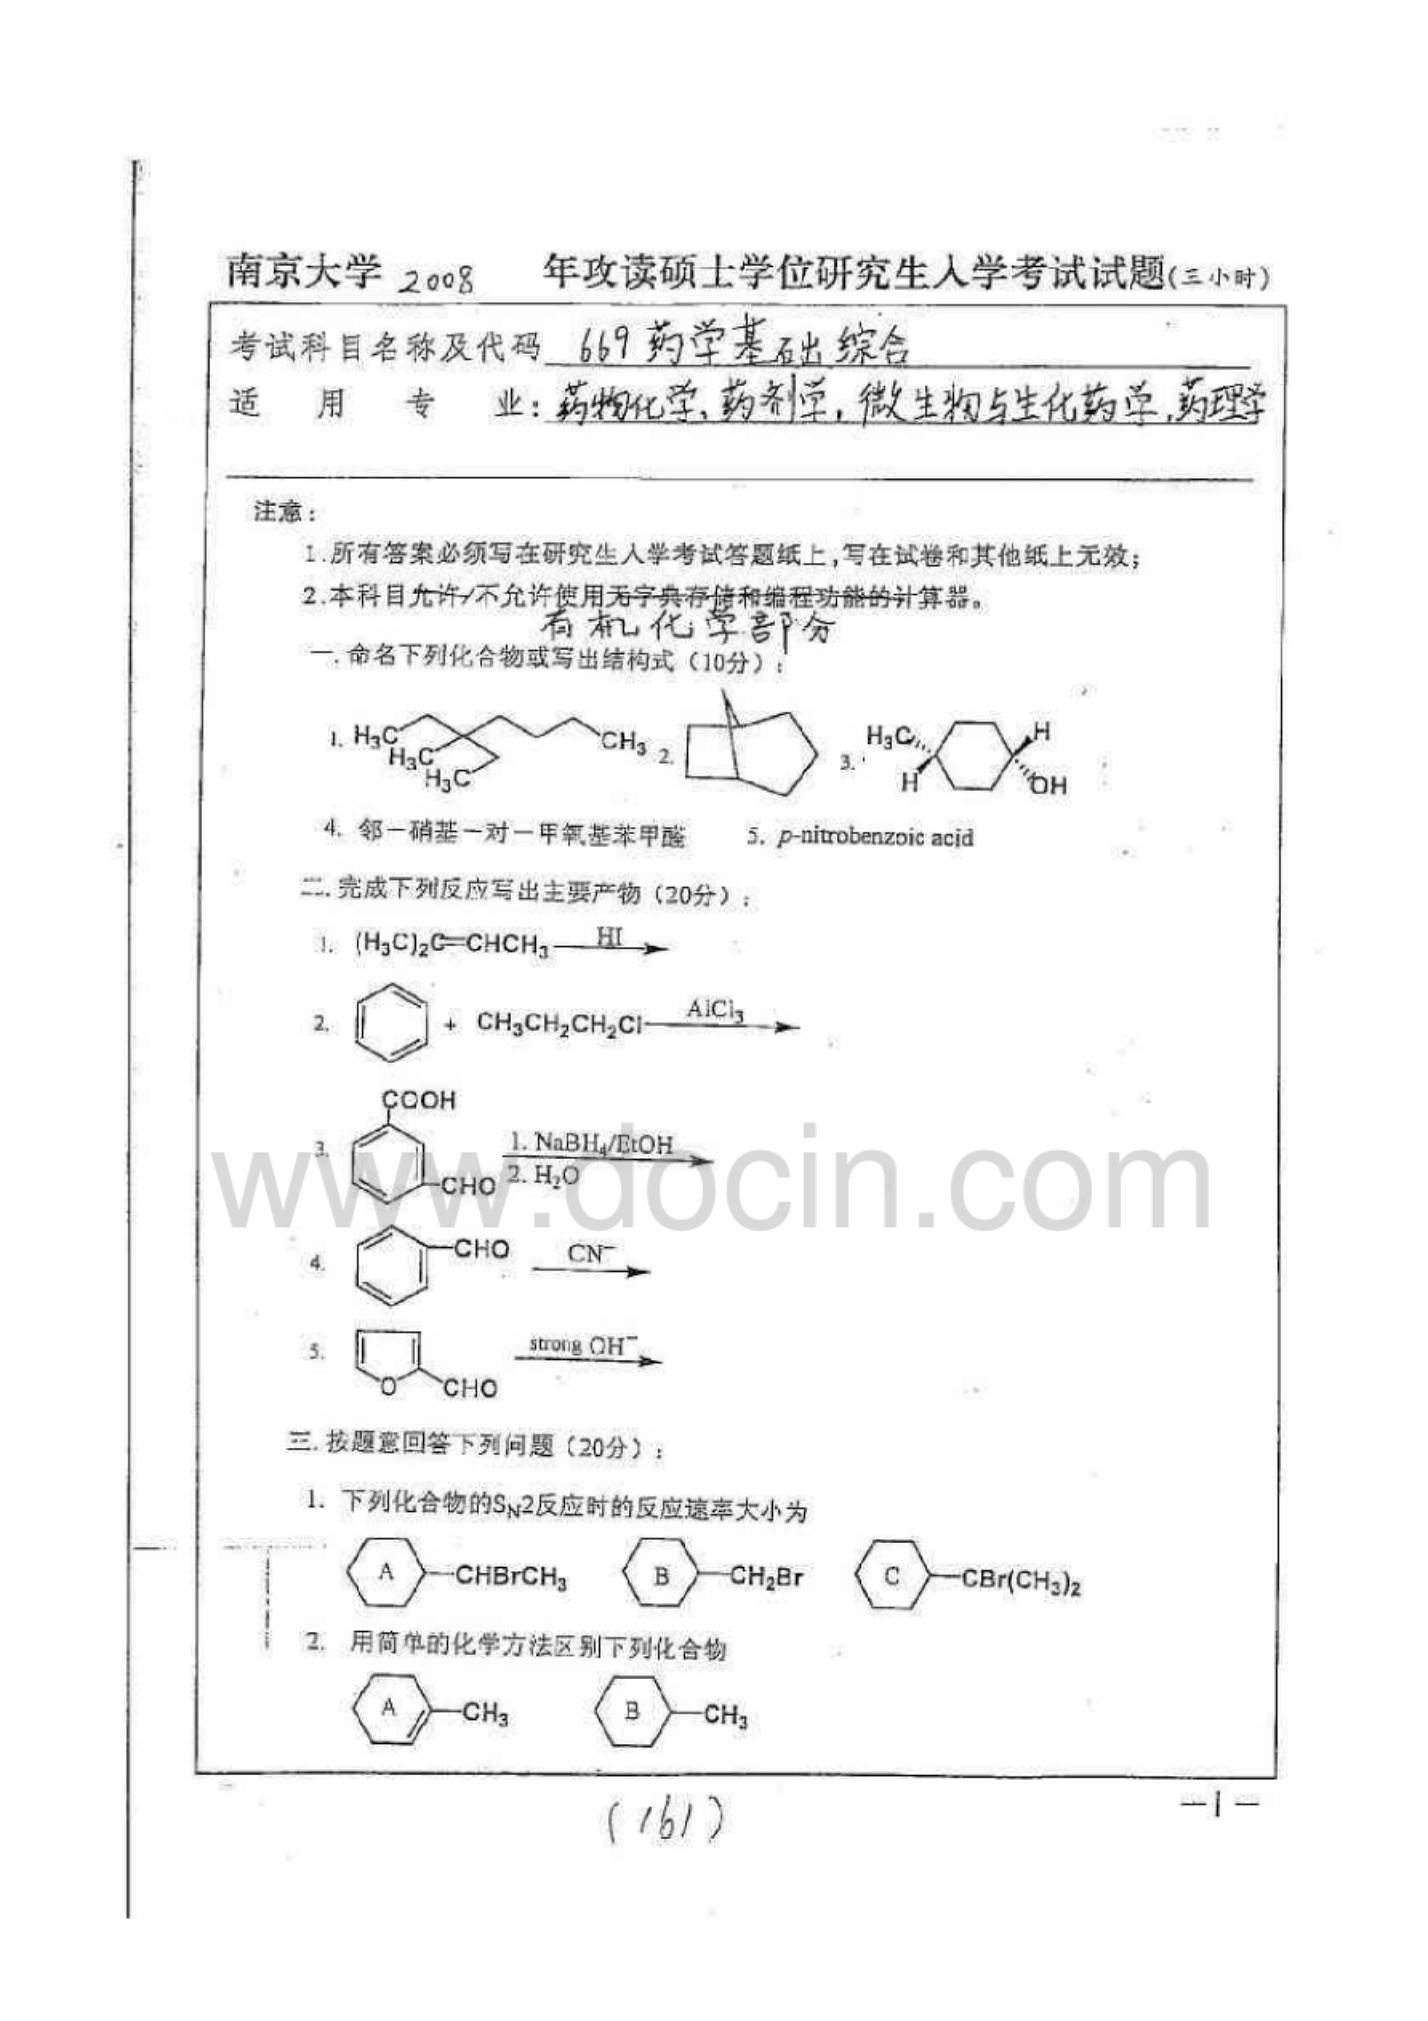 南京大学 2008 年攻读硕士学位研究生入学考试试题(三小时)
考试科目名称及代码 669药学基础综合
适用专业:药物化学、药剂学,微生物与生化药学,药理学
注意:
1.所有答案必须写在研究生入学考试答题纸上,写在试卷和其他纸上无效;
2.本科目允许/不允许使用无字典存储和编程功能的计算器。
有机化学部分
一.命名下列化合物或写出结构式(10分):
1. H3C H3C H3C CH3 2. 3. H3C H H OH
4. 邻-硝基-对-甲氧基苯甲醛 5. p-nitrobenzoic acid
二.完成下列反应写出主要产物(20分):
1. (H3C)2C=CHCH3 HI
2. + CH3CH2CH2Cl AlCl3
3. COOH CHO 1. NaBH4/EtOH 2. H2O
www.docin.com
4. CHO CN-
5. O CHO strong OH-
三.按题意回答下列问题(20分):
1. 下列化合物的SN2反应时的反应速率大小为
A CHBrCH3 B CH2Br C CBr(CH3)2
2. 用简单的化学方法区别下列化合物
A CH3 B CH3
(161)
-1-